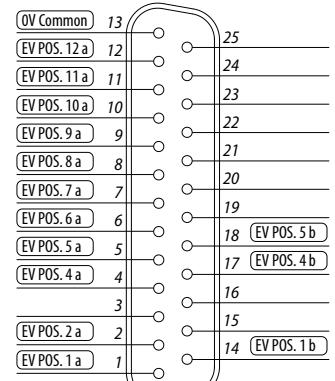 0V Common 13
25
EV POS. 12 a 12
24
EV POS. 11 a 11
23
EV POS. 10 a 10
22
EV POS. 9 a 9
21
EV POS. 8 a 8
20
EV POS. 7 a 7
19
EV POS. 6 a 6
18 EV POS. 5 b
EV POS. 5 a 5
17 EV POS. 4 b
EV POS. 4 a 4
16
3
15
EV POS. 2 a 2
14 EV POS. 1 b
EV POS. 1 a 1